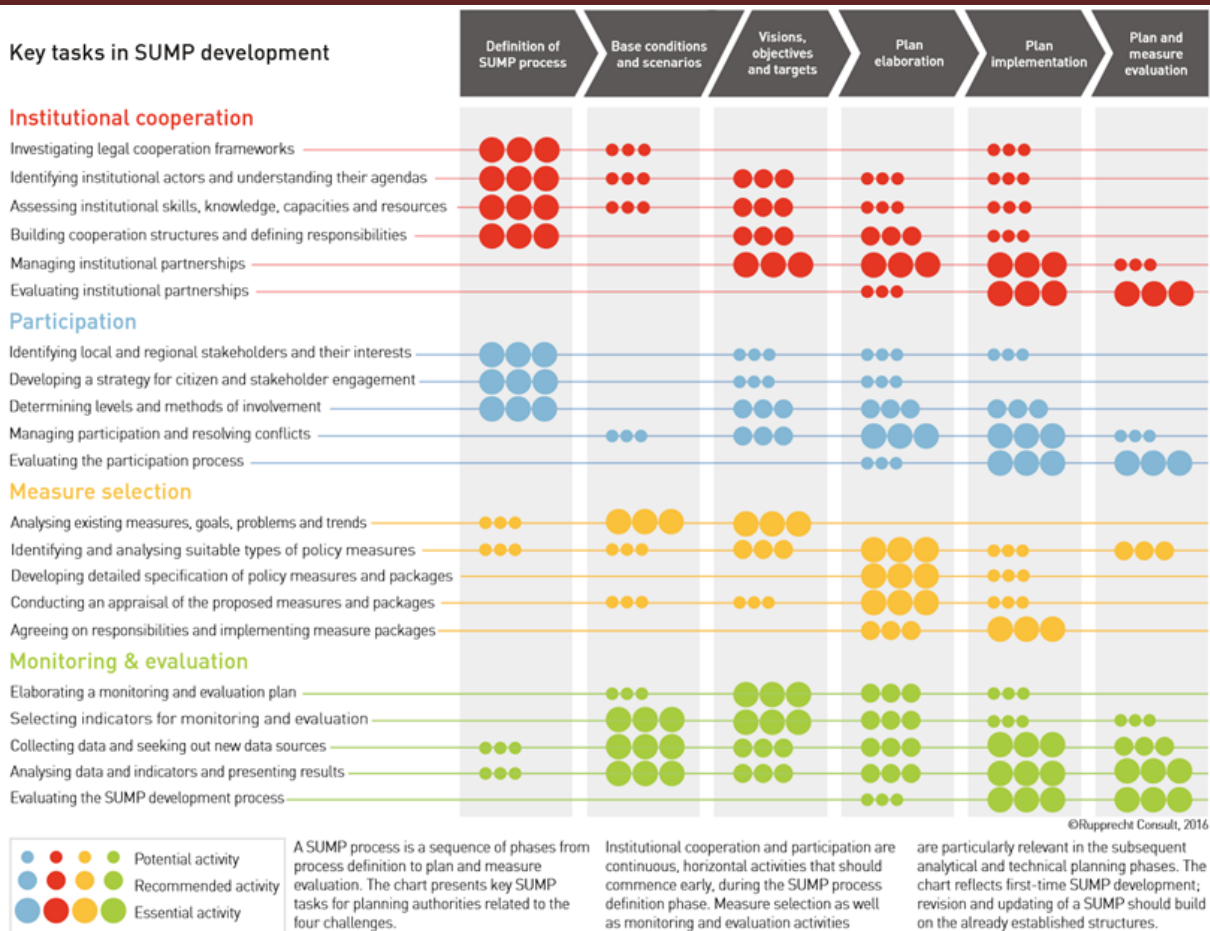 Key tasks in SUMP development
Definition of
SUMP process
Base conditions
and scenarios
Visions,
objectives
and targets
Plan
elaboration
Plan
implementation
Plan and
measure
evaluation
Institutional cooperation
Investigating legal cooperation frameworks
Identifying institutional actors and understanding their agendas
Assessing institutional skills, knowledge, capacities and resources
Building cooperation structures and defining responsibilities
Managing institutional partnerships
Evaluating institutional partnerships
Participation
Identifying local and regional stakeholders and their interests
Developing a strategy for citizen and stakeholder engagement
Determining levels and methods of involvement
Managing participation and resolving conflicts
Evaluating the participation process
Measure selection
Analysing existing measures, goals, problems and trends
Identifying and analysing suitable types of policy measures
Developing detailed specification of policy measures and packages
Conducting an appraisal of the proposed measures and packages
Agreeing on responsibilities and implementing measure packages
Monitoring & evaluation
Elaborating a monitoring and evaluation plan
Selecting indicators for monitoring and evaluation
Collecting data and seeking out new data sources
Analysing data and indicators and presenting results
Evaluating the SUMP development process
©Rupprecht Consult, 2016
Potential activity
Recommended activity
Essential activity
A SUMP process is a sequence of phases from
process definition to plan and measure
evaluation. The chart presents key SUMP
tasks for planning authorities related to the
four challenges.
Institutional cooperation and participation are
continuous, horizontal activities that should
commence early, during the SUMP process
definition phase. Measure selection as well
as monitoring and evaluation activities
are particularly relevant in the subsequent
analytical and technical planning phases. The
chart reflects first-time SUMP development;
revision and updating of a SUMP should build
on the already established structures.